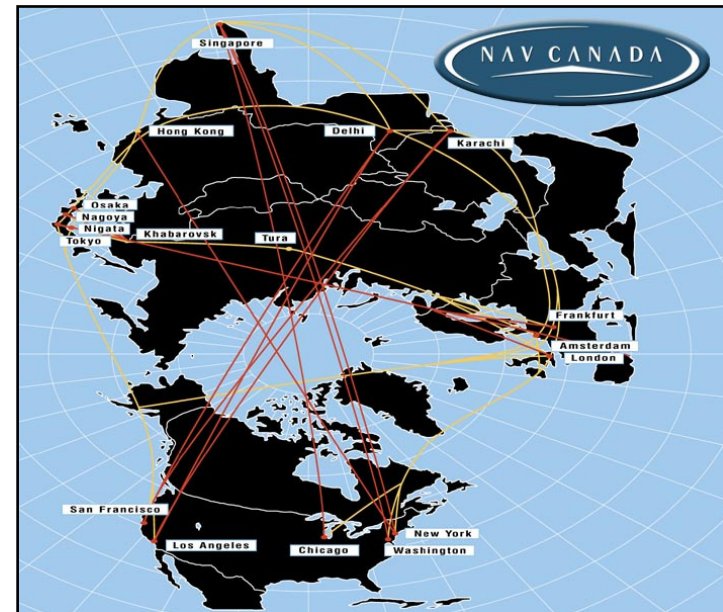 Singapore
NAV CANADA
Hong Kong
Delhi
Karachi
Osaka
Nagoya
Nigata
Tokyo
Khabarovsk
Tura
Frankfurt
Amsterdam
London
San Francisco
Los Angeles
Chicago
New York
Washington